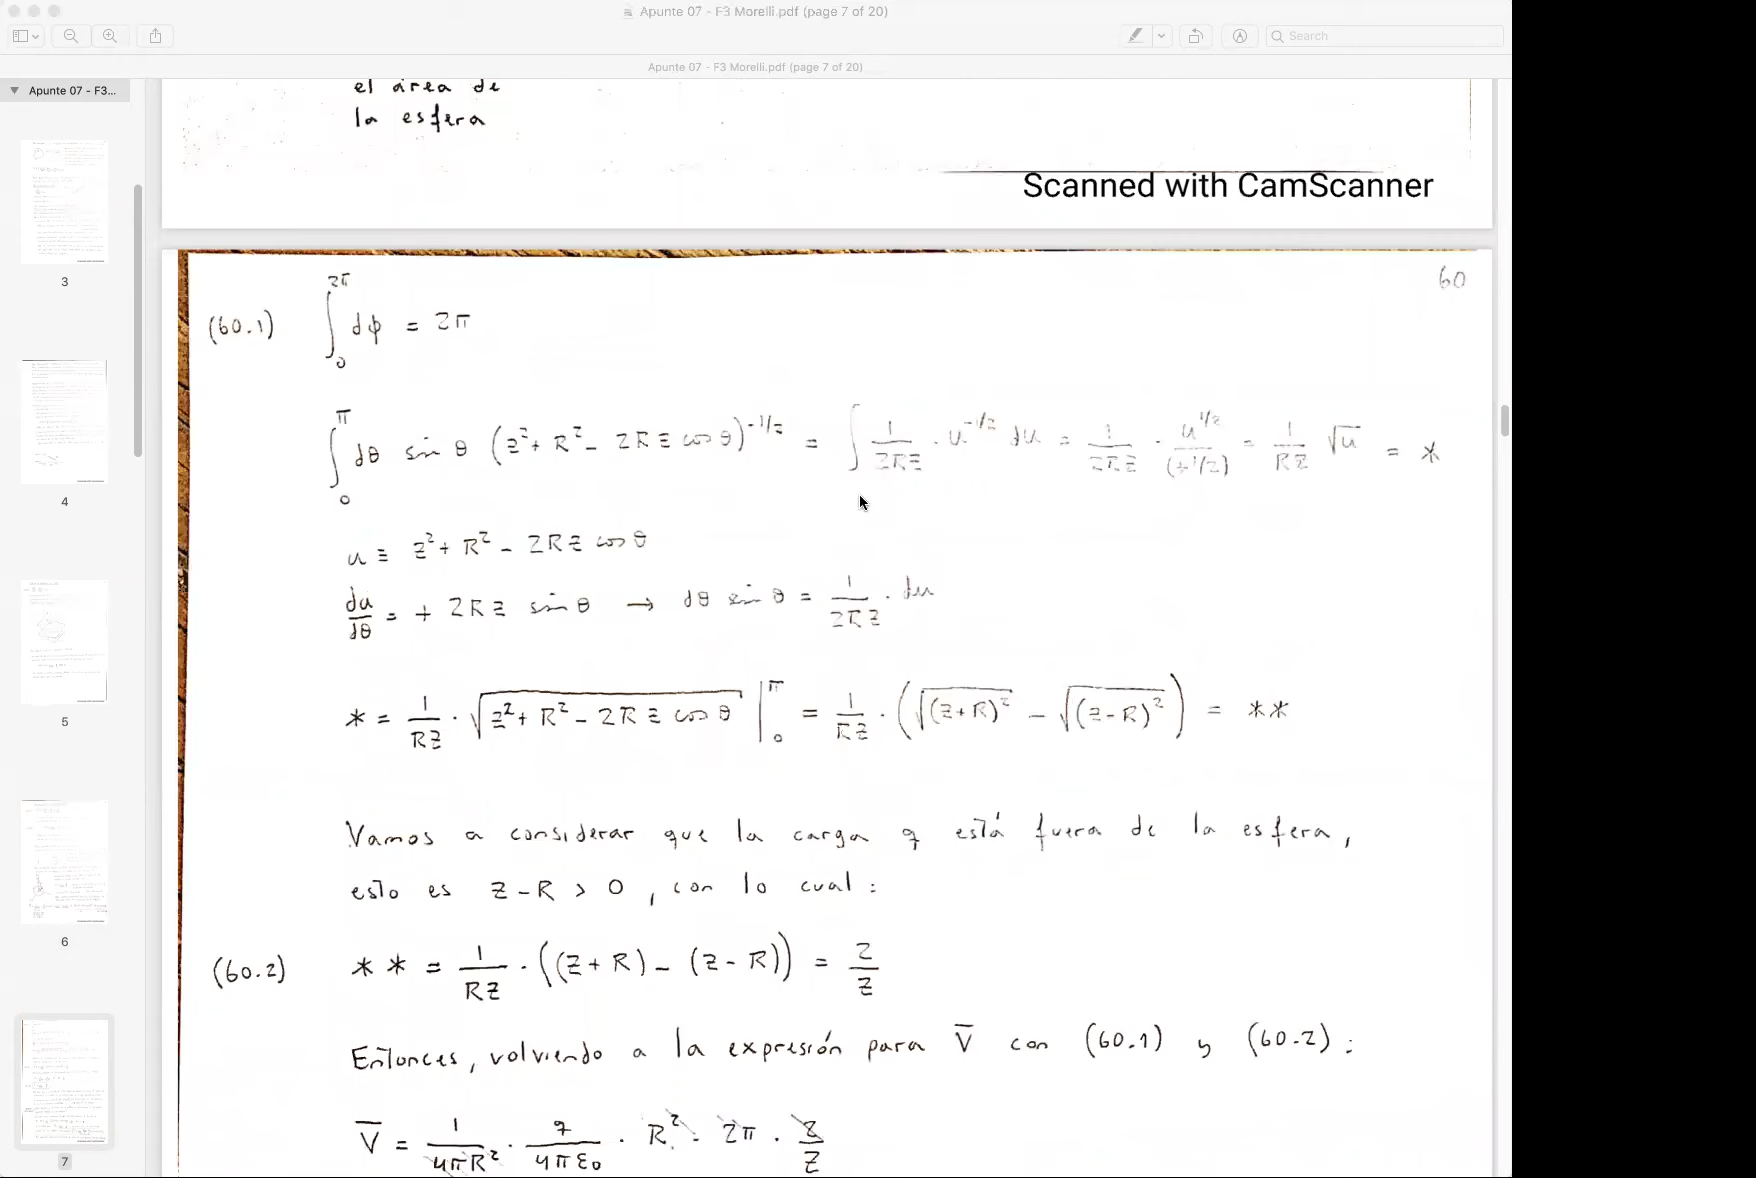 Apunte 07 - F3 Morelli.pdf (page 7 of 20)
Search
Apunte 07 - F3 Morelli.pdf (page 7 of 20)
Apunte 07 - F3...
3
4
5
6
7
el área de
la esfera
Scanned with CamScanner
60
(60.1) ∫₀^{2π} dφ = 2π
∫₀^π dθ sin θ (z² + R² - 2Rz cos θ)^{-1/2} = ∫ 1/(2Rz) · u^{-1/2} du = 1/(2Rz) · u^{1/2}/(+1/2) = 1/(Rz) √u = *
u ≡ z² + R² - 2Rz cos θ
du/dθ = + 2Rz sin θ → dθ sin θ = 1/(2Rz) · du
* = 1/(Rz) · √(z² + R² - 2Rz cos θ) |₀^π = 1/(Rz) · (√((z+R)²) - √((z-R)²)) = **
Vamos a considerar que la carga q está fuera de la esfera,
esto es z - R > 0, con lo cual:
(60.2) ** = 1/(Rz) · ((z+R) - (z-R)) = 2/z
Entonces, volviendo a la expresión para V̄ con (60.1) y (60.2):
V̄ = 1/(4πR²) · q/(4πε₀) · R² · 2π · 2/z